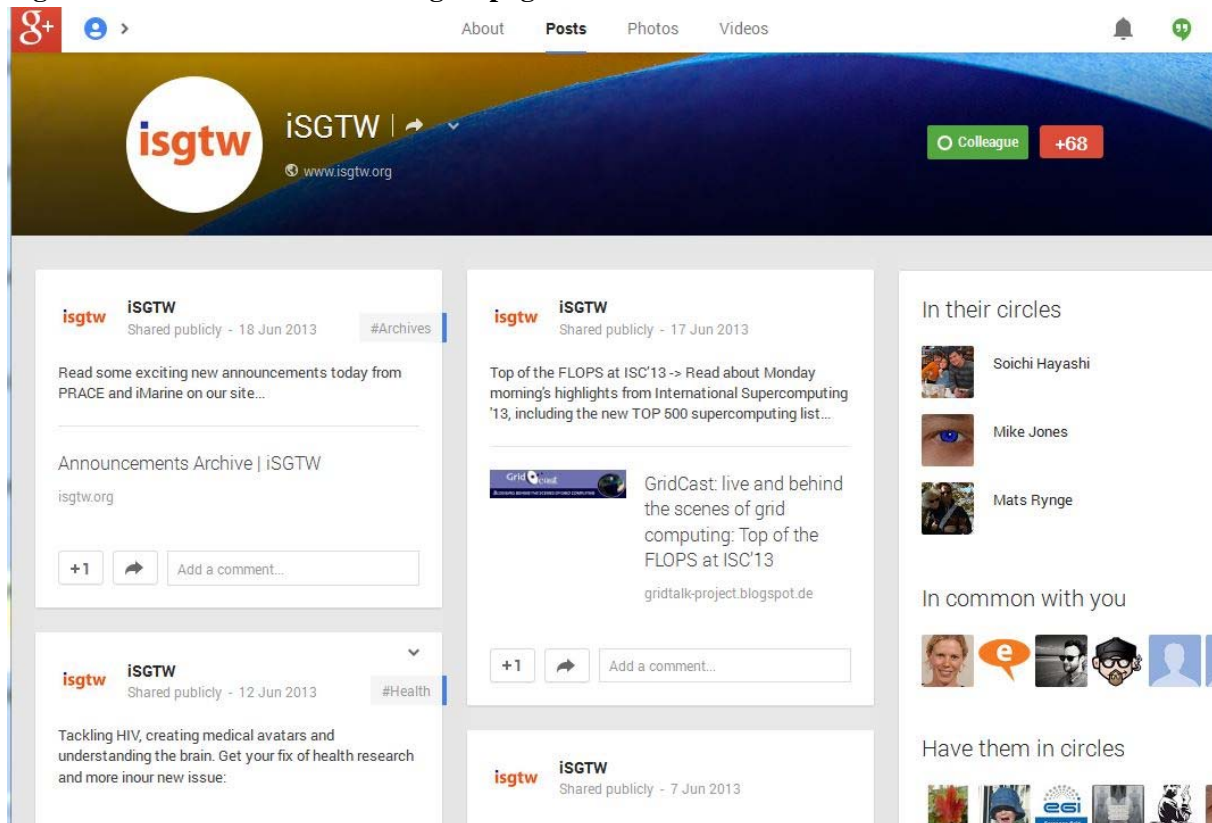 g+
About Posts Photos Videos
isgtw
iSGTW
www.isgtw.org
Colleague
+68
isgtw
iSGTW
Shared publicly - 18 Jun 2013
#Archives
Read some exciting new announcements today from
PRACE and iMarine on our site...
Announcements Archive | iSGTW
isgtw.org
+1
Add a comment...
isgtw
iSGTW
Shared publicly - 12 Jun 2013
#Health
Tackling HIV, creating medical avatars and
understanding the brain. Get your fix of health research
and more inour new issue:
isgtw
iSGTW
Shared publicly - 17 Jun 2013
Top of the FLOPS at ISC'13 -> Read about Monday
morning's highlights from International Supercomputing
'13, including the new TOP 500 supercomputing list...
GridCast
GridCast: live and behind
the scenes of grid
computing: Top of the
FLOPS at ISC'13
gridtalk-project.blogspot.de
+1
Add a comment...
isgtw
iSGTW
Shared publicly - 7 Jun 2013
In their circles
Soichi Hayashi
Mike Jones
Mats Rynge
In common with you
e
Have them in circles
egi